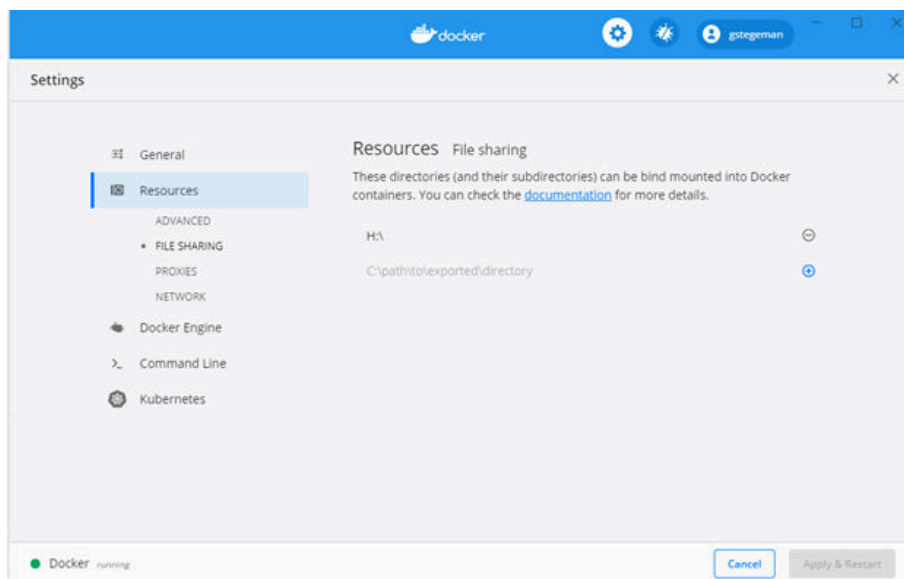 docker
gstegeman
Settings
General
Resources
ADVANCED
FILE SHARING
PROXIES
NETWORK
Docker Engine
Command Line
Kubernetes
Resources File sharing
These directories (and their subdirectories) can be bind mounted into Docker
containers. You can check the documentation for more details.
H:\
C:\path\to\exported\directory
Docker running
Cancel
Apply & Restart